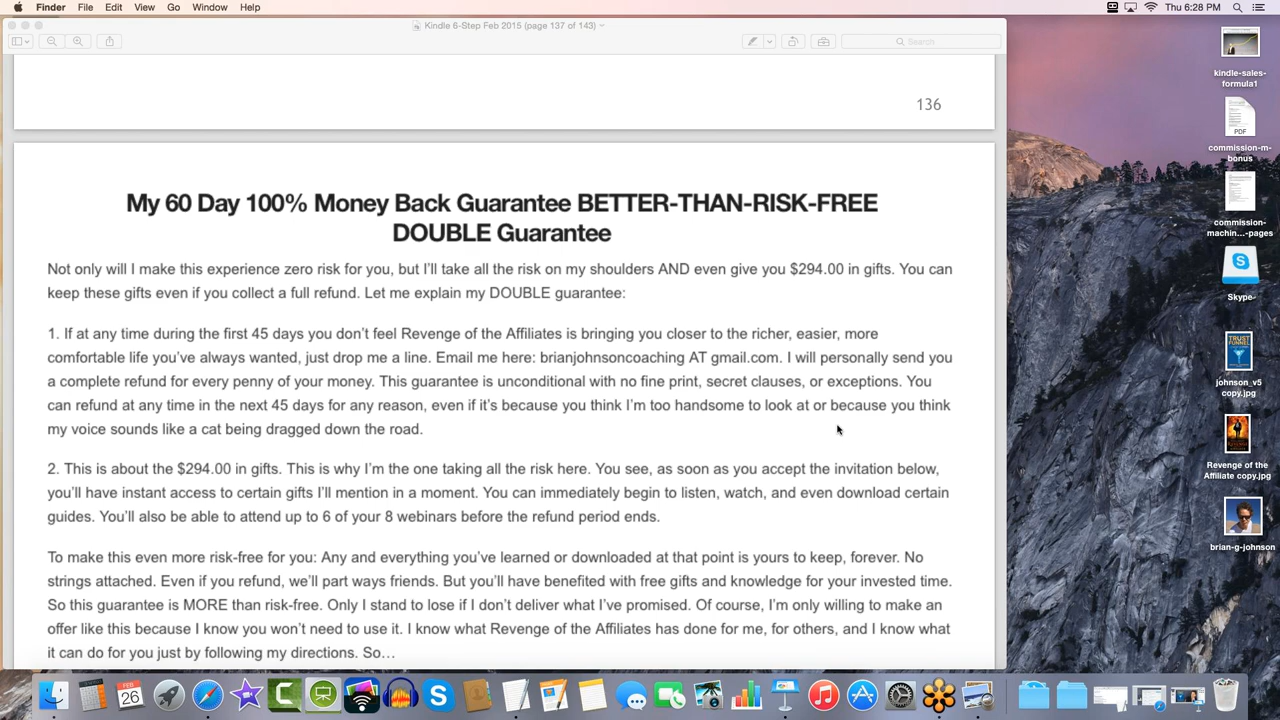 Finder File Edit View Go Window Help Thu 6:28 PM
Kindle 6-Step Feb 2015 (page 137 of 143)
Search
136
My 60 Day 100% Money Back Guarantee BETTER-THAN-RISK-FREE
DOUBLE Guarantee
Not only will I make this experience zero risk for you, but I'll take all the risk on my shoulders AND even give you $294.00 in gifts. You can
keep these gifts even if you collect a full refund. Let me explain my DOUBLE guarantee:
1. If at any time during the first 45 days you don't feel Revenge of the Affiliates is bringing you closer to the richer, easier, more
comfortable life you've always wanted, just drop me a line. Email me here: brianjohnsoncoaching AT gmail.com. I will personally send you
a complete refund for every penny of your money. This guarantee is unconditional with no fine print, secret clauses, or exceptions. You
can refund at any time in the next 45 days for any reason, even if it's because you think I'm too handsome to look at or because you think
my voice sounds like a cat being dragged down the road.
2. This is about the $294.00 in gifts. This is why I'm the one taking all the risk here. You see, as soon as you accept the invitation below,
you'll have instant access to certain gifts I'll mention in a moment. You can immediately begin to listen, watch, and even download certain
guides. You'll also be able to attend up to 6 of your 8 webinars before the refund period ends.
To make this even more risk-free for you: Any and everything you've learned or downloaded at that point is yours to keep, forever. No
strings attached. Even if you refund, we'll part ways friends. But you'll have benefited with free gifts and knowledge for your invested time.
So this guarantee is MORE than risk-free. Only I stand to lose if I don't deliver what I've promised. Of course, I'm only willing to make an
offer like this because I know you won't need to use it. I know what Revenge of the Affiliates has done for me, for others, and I know what
it can do for you just by following my directions. So…
kindle-sales-
formula1
PDF
commission-m-
bonus
commission-
machin...-pages
Skype
TRUST
FUNNEL
johnson_v5
copy.jpg
Revenge of the
Affiliate copy.jpg
brian-g-johnson
FEB
26